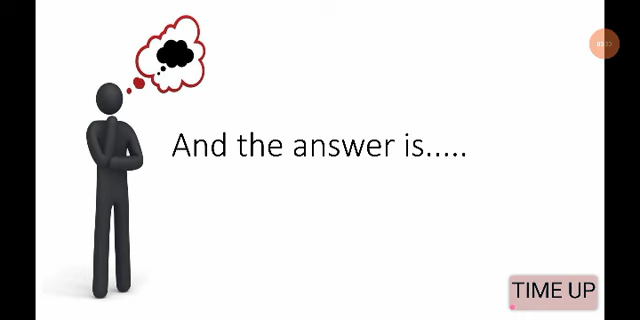 And the answer is.....
TIME UP